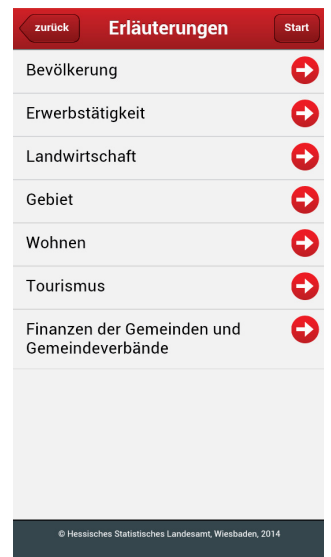 zurück
Erläuterungen
Start
Bevölkerung
Erwerbstätigkeit
Landwirtschaft
Gebiet
Wohnen
Tourismus
Finanzen der Gemeinden und
Gemeindeverbände
© Hessisches Statistisches Landesamt, Wiesbaden, 2014